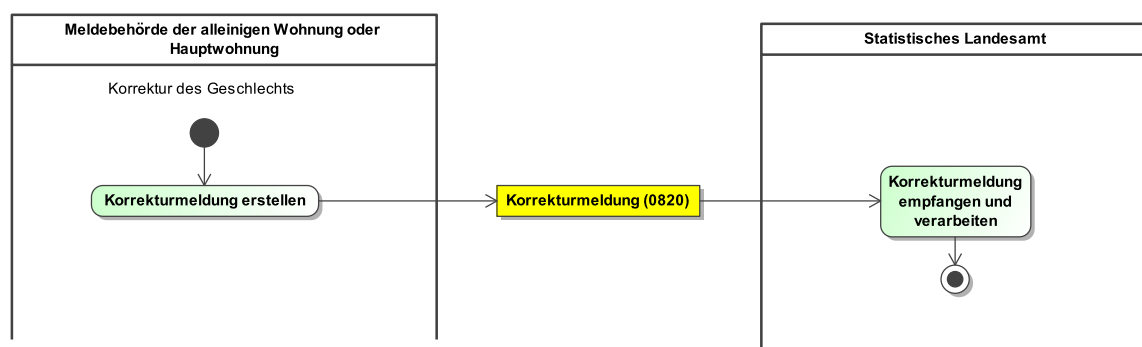 Meldebehörde der alleinigen Wohnung oder
Hauptwohnung
Statistisches Landesamt
Korrektur des Geschlechts
Korrekturmeldung erstellen
Korrekturmeldung (0820)
Korrekturmeldung
empfangen und
verarbeiten